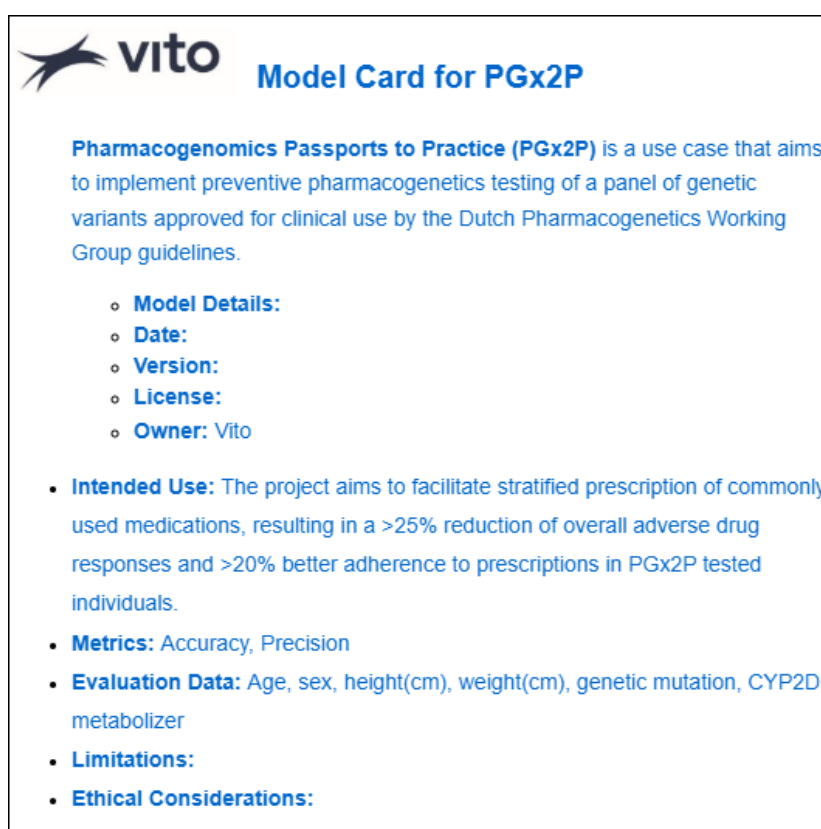 vito
Model Card for PGx2P
Pharmacogenomics Passports to Practice (PGx2P) is a use case that aims
to implement preventive pharmacogenetics testing of a panel of genetic
variants approved for clinical use by the Dutch Pharmacogenetics Working
Group guidelines.
Model Details:
Date:
Version:
License:
Owner: Vito
Intended Use: The project aims to facilitate stratified prescription of commonly
used medications, resulting in a >25% reduction of overall adverse drug
responses and >20% better adherence to prescriptions in PGx2P tested
individuals.
Metrics: Accuracy, Precision
Evaluation Data: Age, sex, height(cm), weight(cm), genetic mutation, CYP2D
metabolizer
Limitations:
Ethical Considerations: